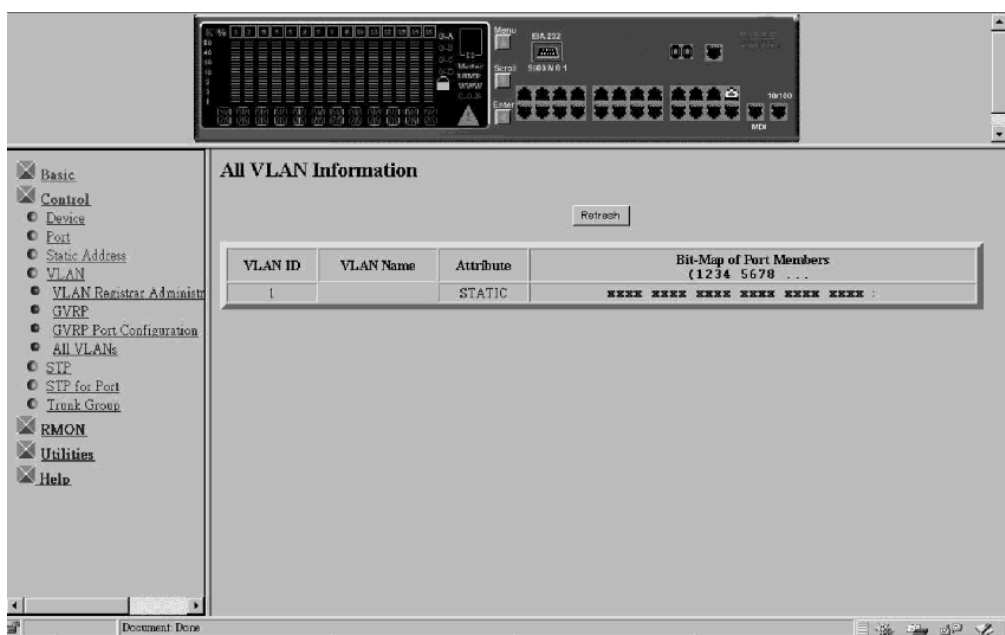 Menu
EIA 232
Scroll
Enter
10/100
MDI
Basic
Control
Device
Port
Static Address
VLAN
VLAN Registrar Administr
GVRP
GVRP Port Configuration
All VLANs
STP
STP for Port
Trunk Group
RMON
Utilities
Help
All VLAN Information
Refresh
VLAN ID VLAN Name Attribute Bit-Map of Port Members
(1234 5678 ...
1 STATIC xxxx xxxx xxxx xxxx xxxx xxxx :
Document: Done